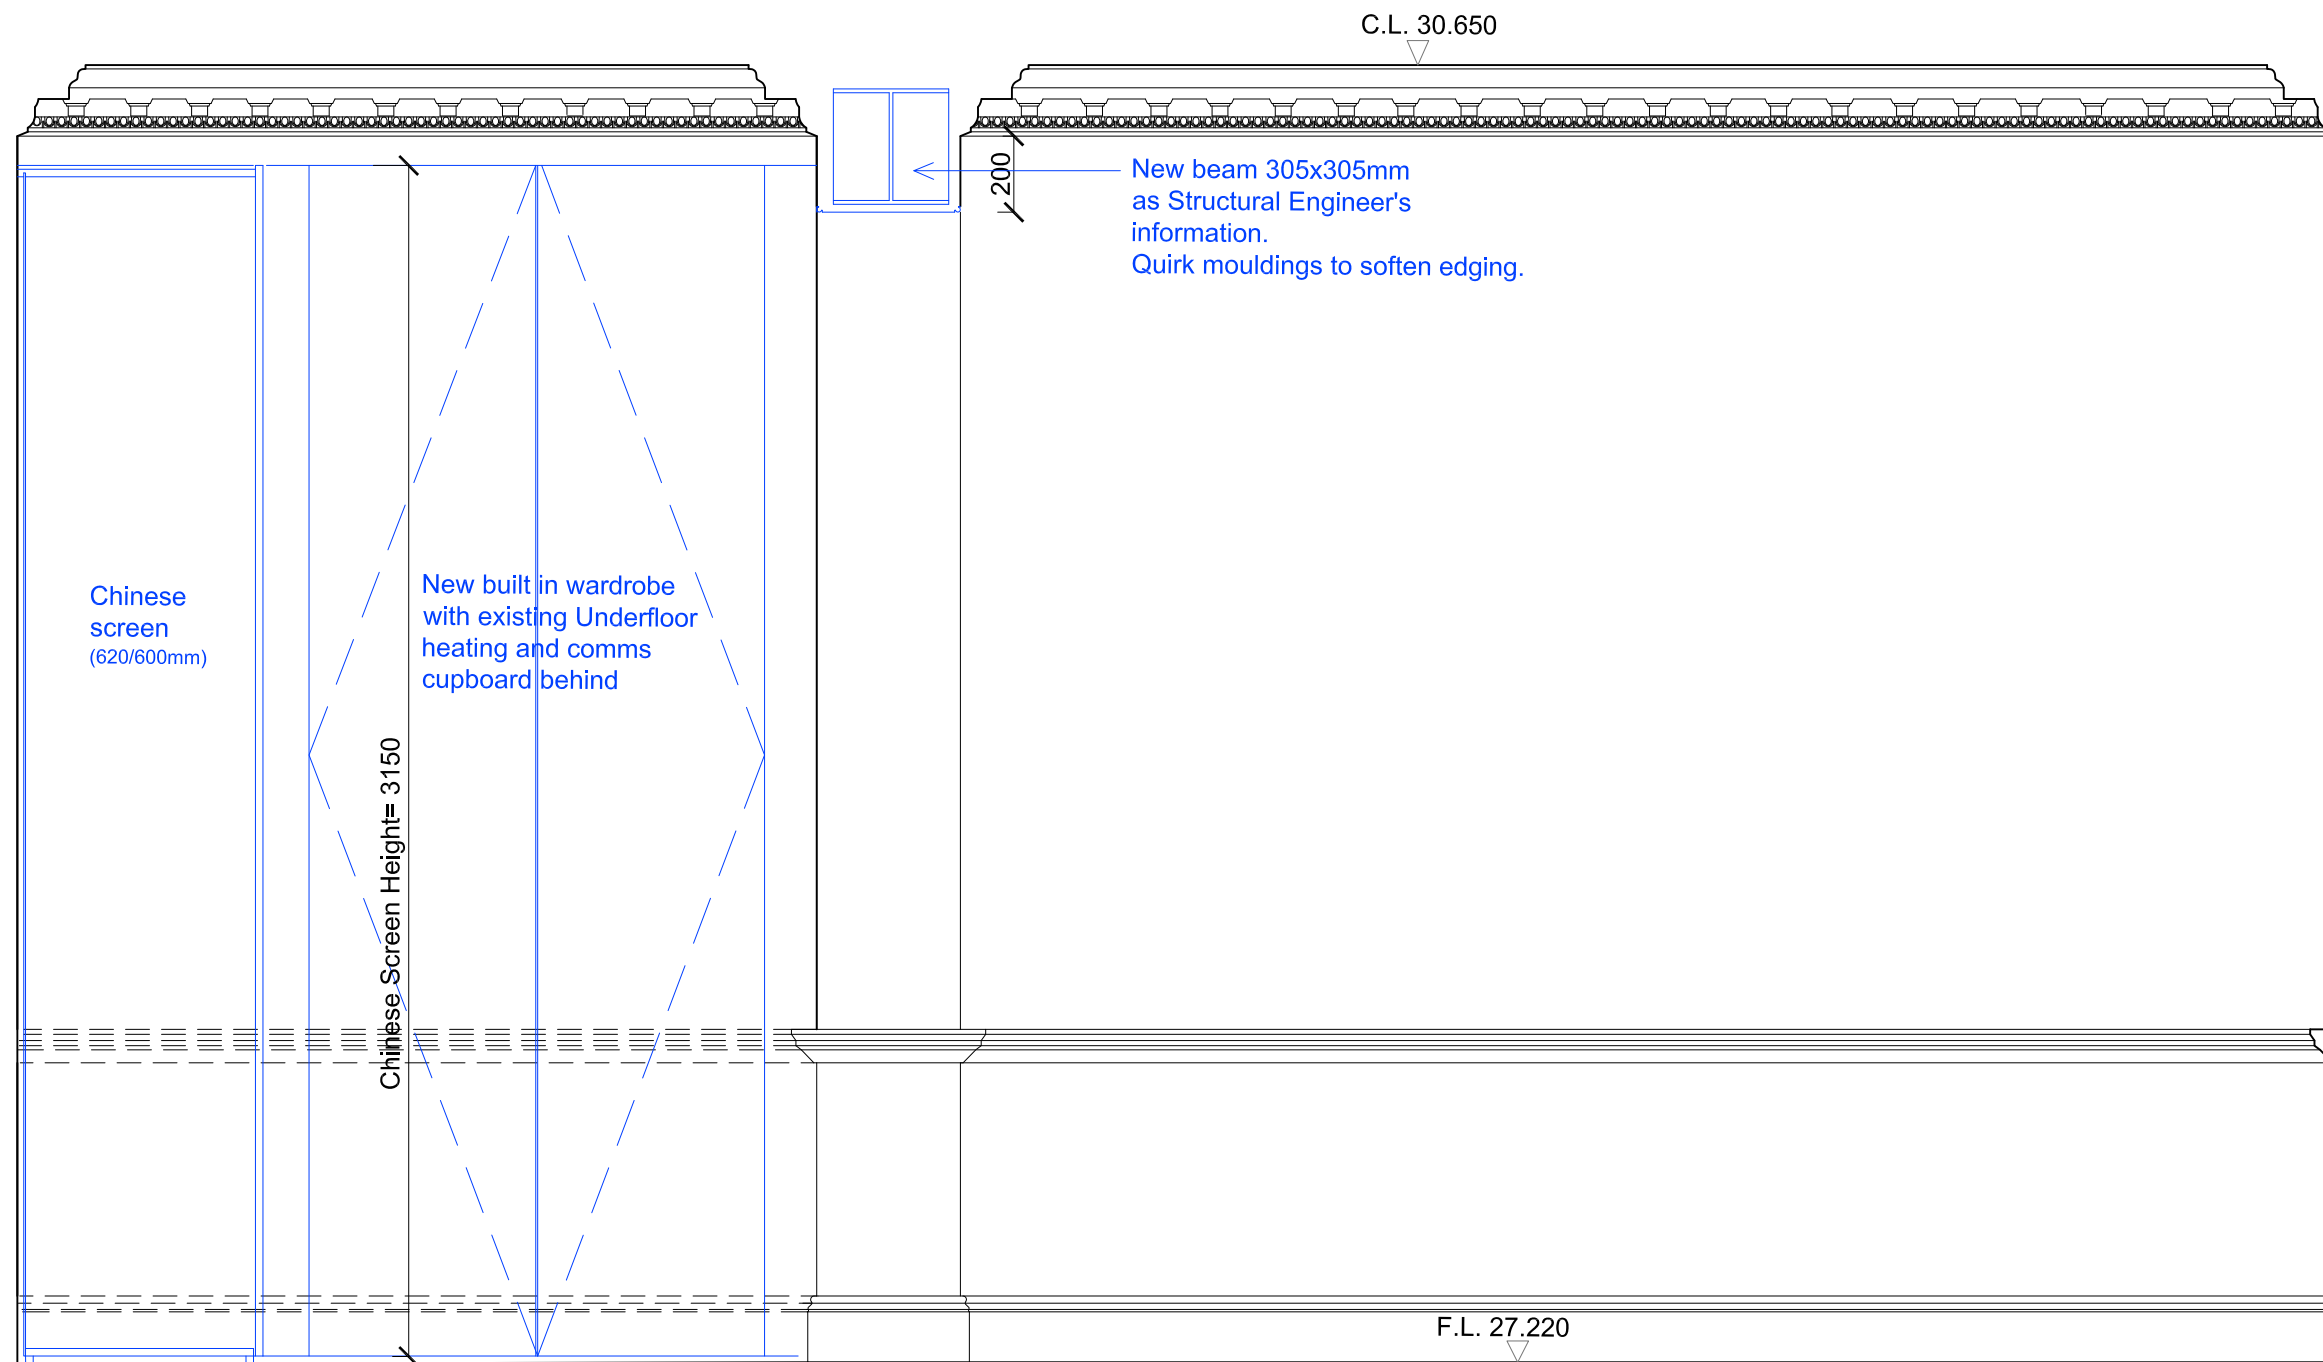 C.L. 30.650
200
New beam 305x305mm
as Structural Engineer's
information.
Quirk mouldings to soften edging.
Chinese
screen
(620/600mm)
New built in wardrobe
with existing Underfloor
heating and comms
cupboard behind
Chinese Screen Height= 3150
F.L. 27.220